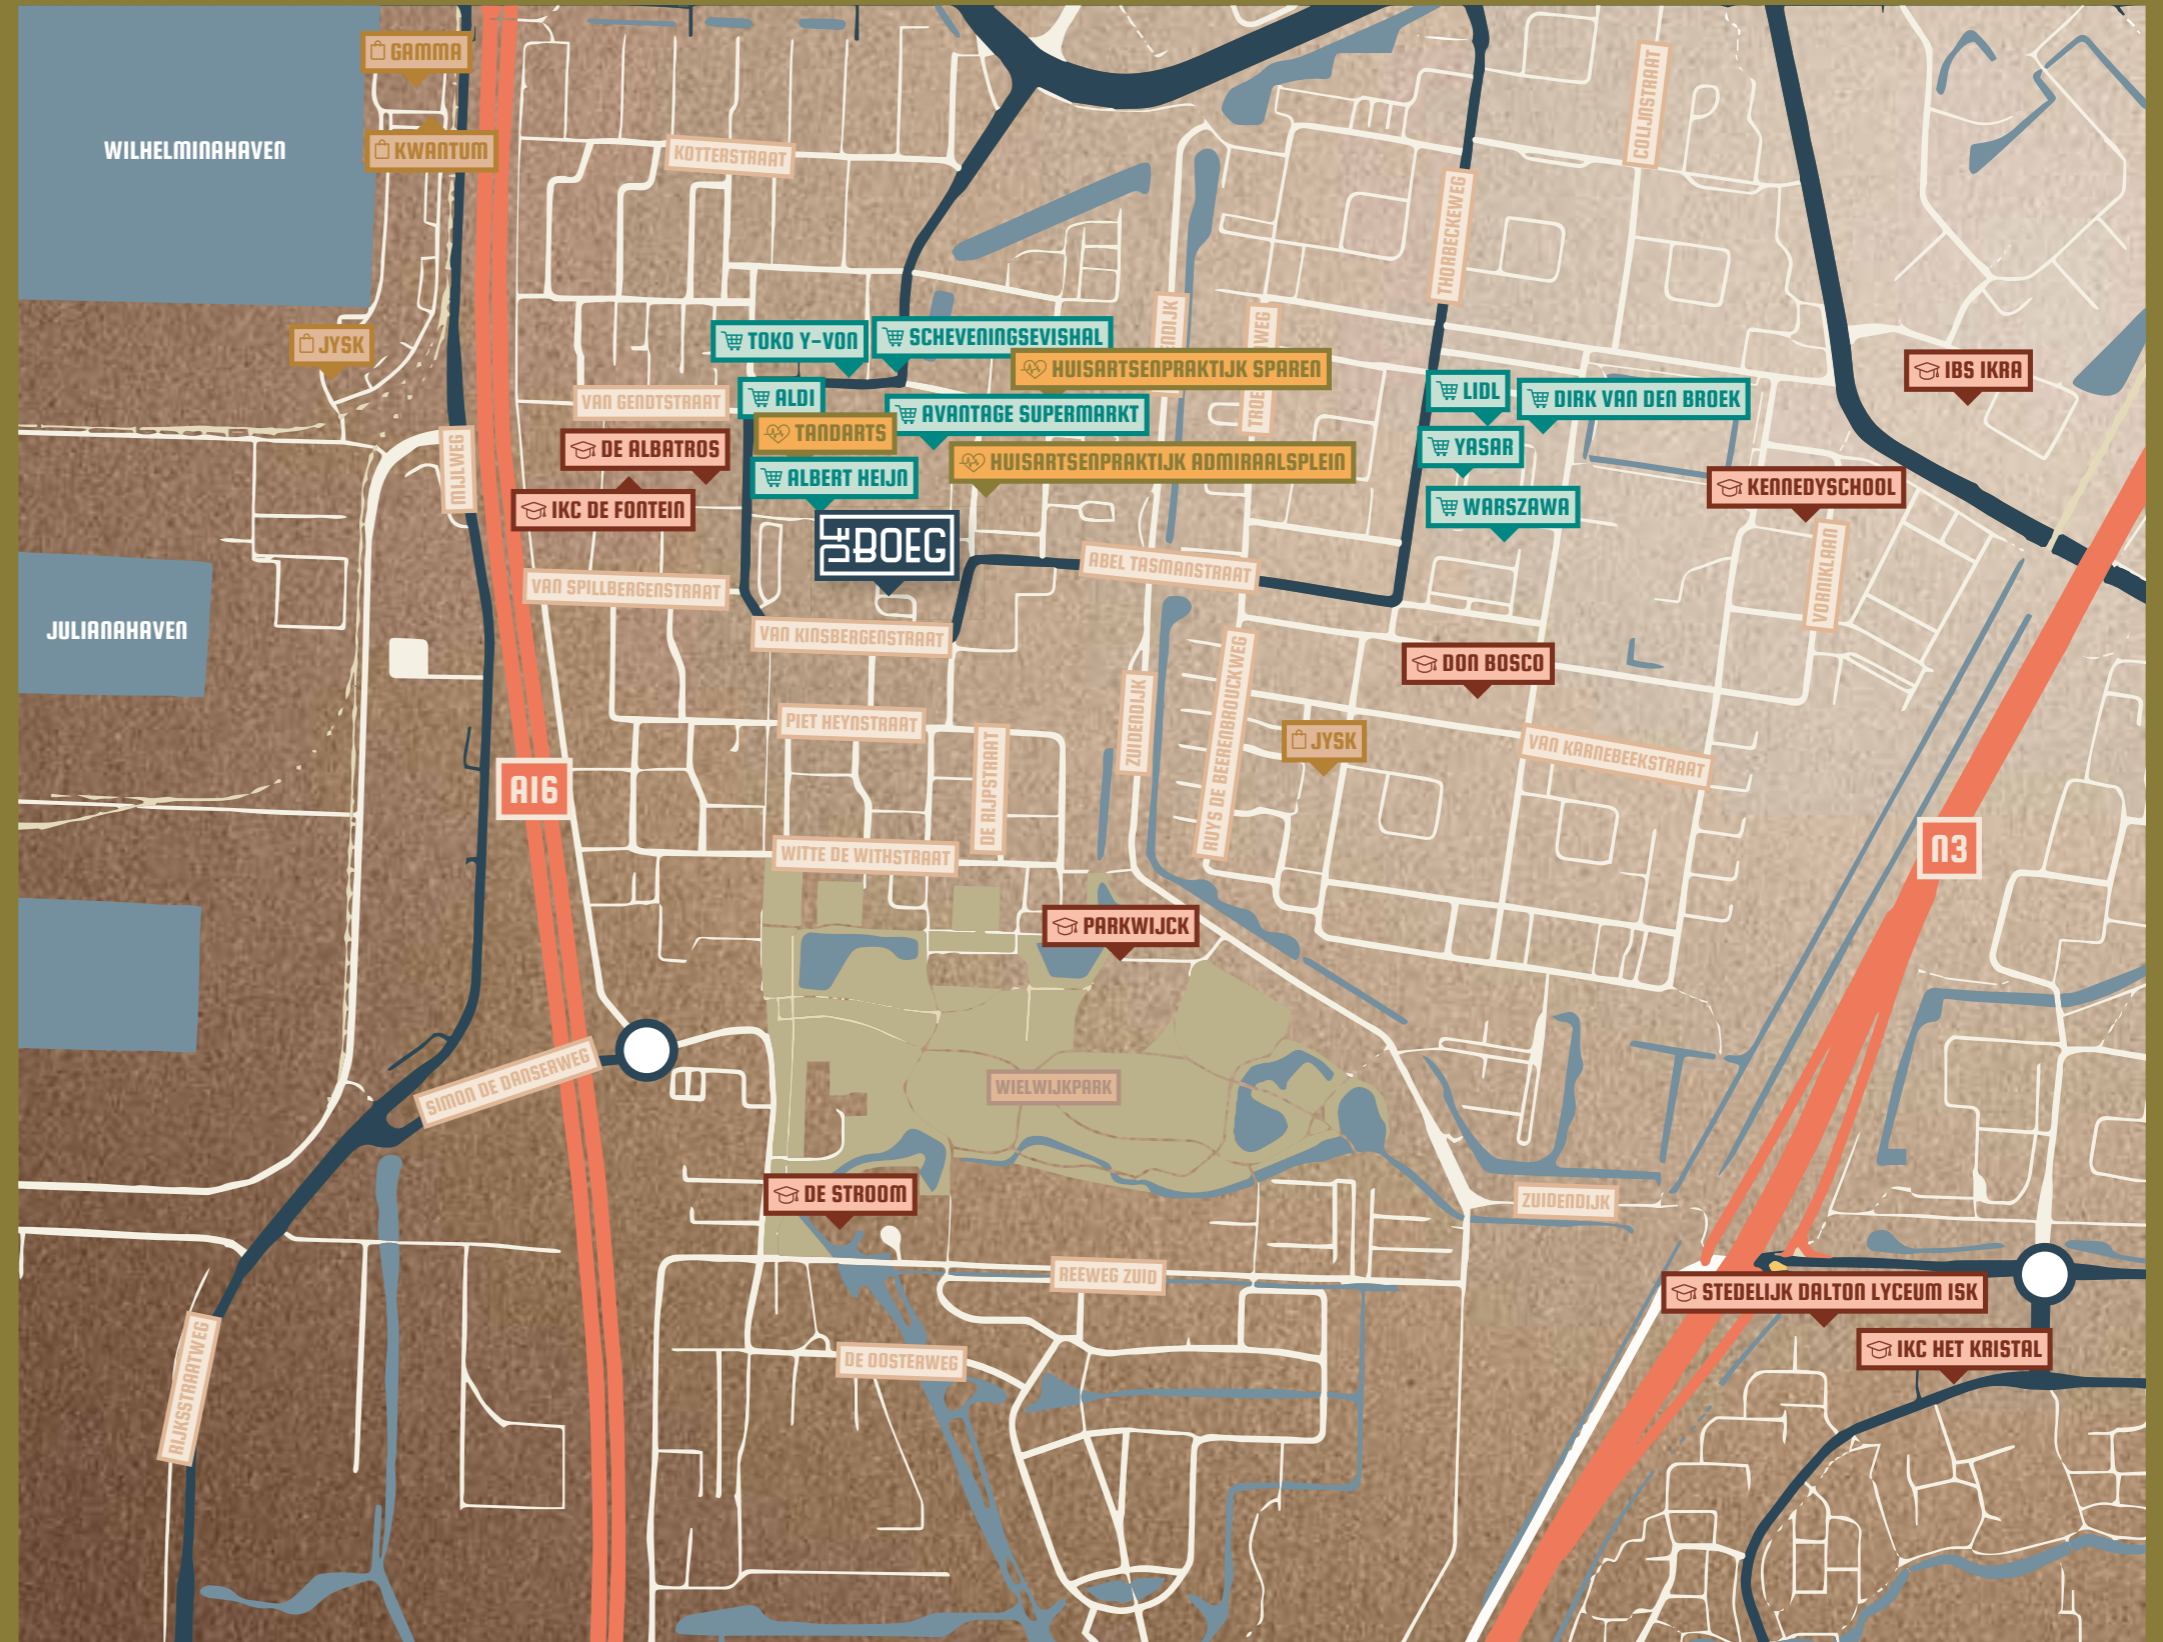 GAMMA
WILHELMINAHAVEN
KWANTUM
KOTTERSTRAAT
COLIJNSTRAAT
THORBECKEWEG
JYSK
TOKO Y-VON
SCHEVENINGSEVISHAL
HUISARTSENPRAKTIJK SPAREN
IBS IKRA
VAN GENDTSTRAAT
ALDI
AVANTAGE SUPERMARKT
LIDL
DIRK VAN DEN BROEK
TANDARTS
DE ALBATROS
YASAR
HUISARTSENPRAKTIJK ADMIRAALSPLEIN
MIJLWEG
ALBERT HEIJN
KENNEDYSCHOOL
IKC DE FONTEIN
WARSZAWA
DE BOEG
ABEL TASMANSTRAAT
VORNIKLAAN
VAN SPILLBERGENSTRAAT
JULIANAHAVEN
VAN KINSBERGENSTRAAT
DON BOSCO
PIET HEYNSTRAAT
ZUIDENDIJK
RUYS DE BEERENBROUCKWEG
JYSK
VAN KARNEBEEKSTRAAT
DE RIJPSTRAAT
A16
N3
WITTE DE WITHSTRAAT
PARKWIJCK
SIMON DE DANSERWEG
WIELWIJKPARK
DE STROOM
ZUIDENDIJK
REEWEG ZUID
STEDELIJK DALTON LYCEUM ISK
IKC HET KRISTAL
DE OOSTERWEG
RIJKSSTRAATWEG